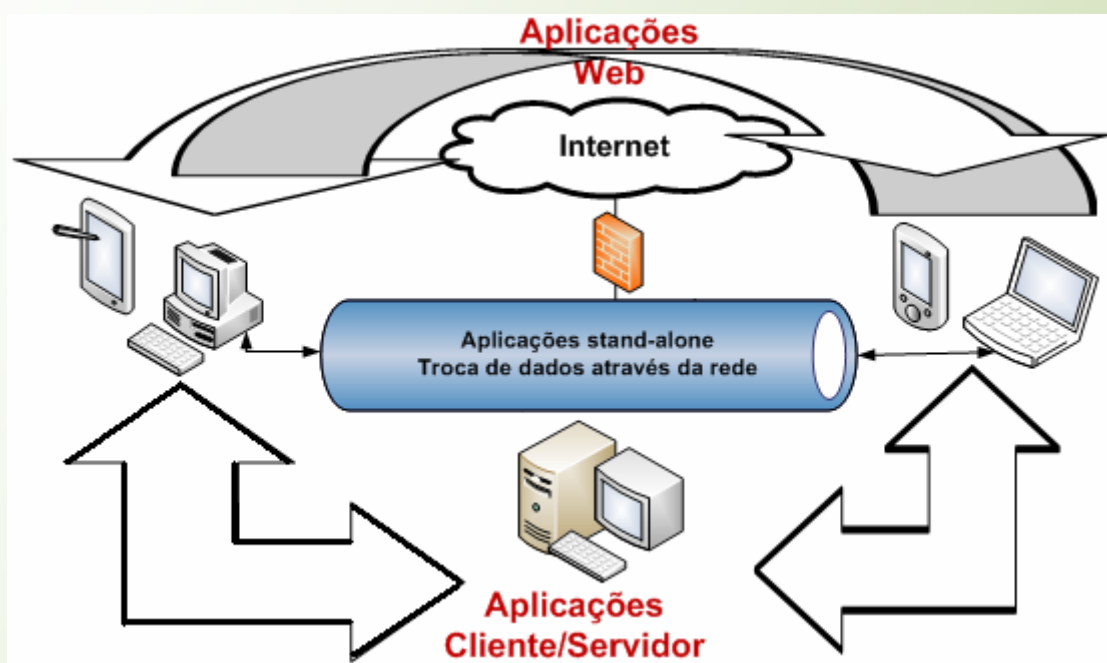 Aplicações
Web
Internet
Aplicações stand-alone
Troca de dados através da rede
Aplicações
Cliente/Servidor